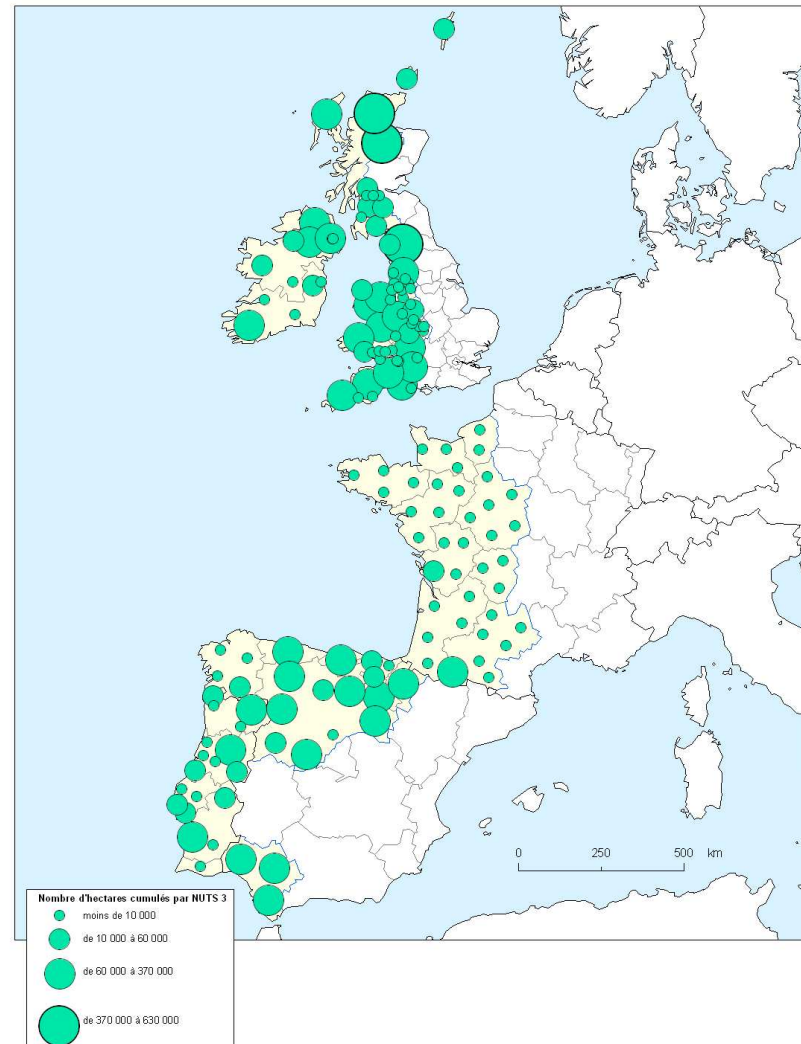 0 250 500 km
Nombre d'hectares cumulés par NUTS 3
moins de 10 000
de 10 000 à 60 000
de 60 000 à 370 000
de 370 000 à 630 000